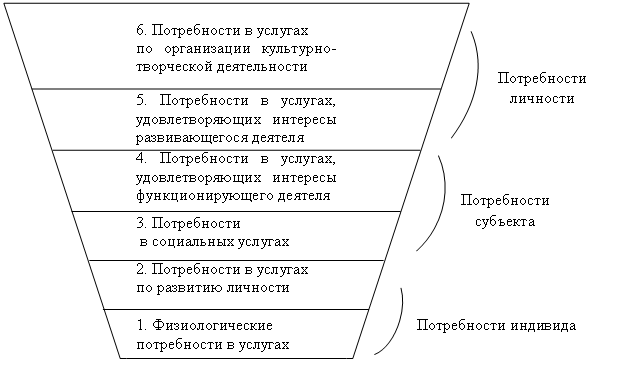 6. Потребности в услугах
по организации культурно-
творческой деятельности
Потребности
личности
5. Потребности в услугах,
удовлетворяющих интересы
развивающегося деятеля
4. Потребности в услугах,
удовлетворяющих интересы
функционирующего деятеля
Потребности
субъекта
3. Потребности
в социальных услугах
2. Потребности в услугах
по развитию личности
1. Физиологические
потребности в услугах
Потребности индивида